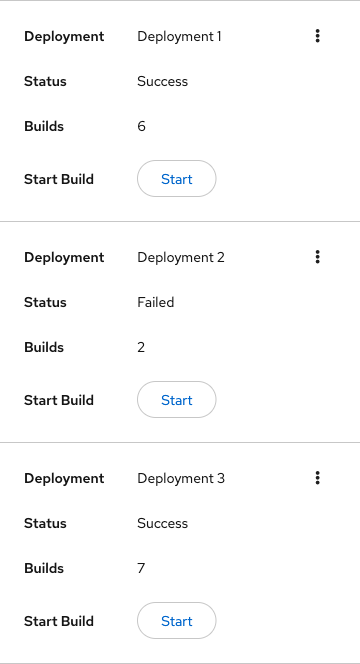 Deployment Deployment 1
Status Success
Builds 6
Start Build Start
Deployment Deployment 2
Status Failed
Builds 2
Start Build Start
Deployment Deployment 3
Status Success
Builds 7
Start Build Start